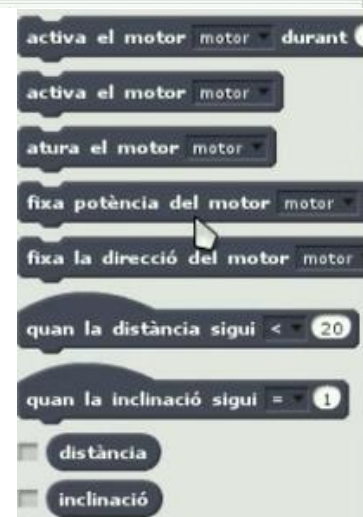 activa el motor motor durant
activa el motor motor
atura el motor motor
fixa potència del motor motor
fixa la direcció del motor motor
quan la distància sigui < 20
quan la inclinació sigui = 1
distància
inclinació